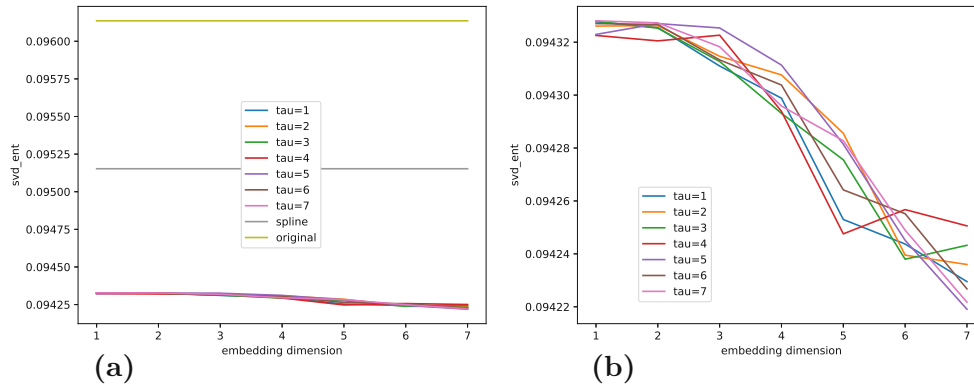 0.09600
0.09575
0.09550
0.09525
0.09500
0.09475
0.09450
0.09425
svd_ent
tau=1
tau=2
tau=3
tau=4
tau=5
tau=6
tau=7
spline
original
1 2 3 4 5 6 7
embedding dimension
(a)
0.09432
0.09430
0.09428
0.09426
0.09424
0.09422
svd_ent
tau=1
tau=2
tau=3
tau=4
tau=5
tau=6
tau=7
1 2 3 4 5 6 7
embedding dimension
(b)